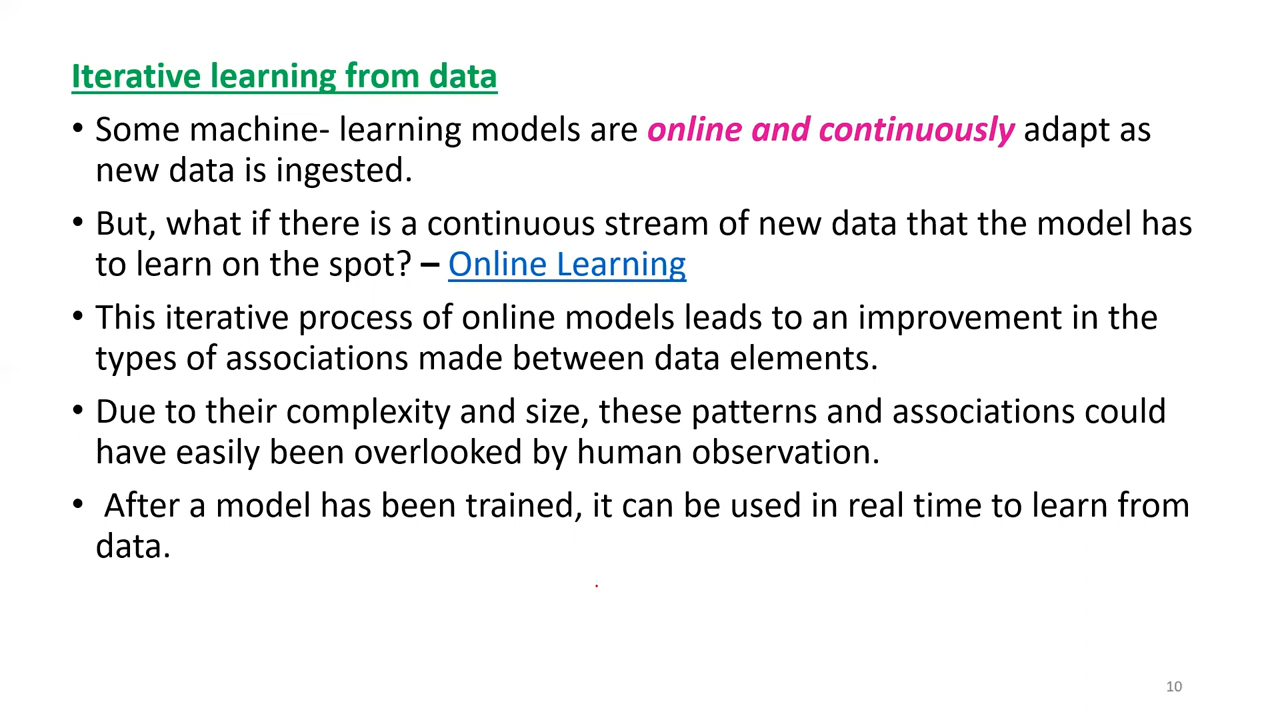 Iterative learning from data
• Some machine- learning models are online and continuously adapt as
new data is ingested.
• But, what if there is a continuous stream of new data that the model has
to learn on the spot? – Online Learning
• This iterative process of online models leads to an improvement in the
types of associations made between data elements.
• Due to their complexity and size, these patterns and associations could
have easily been overlooked by human observation.
• After a model has been trained, it can be used in real time to learn from
data.
10